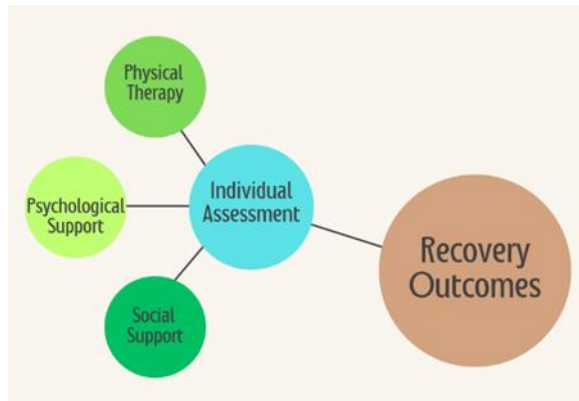 Physical
Therapy
Psychological
Support
Individual
Assessment
Social
Support
Recovery
Outcomes